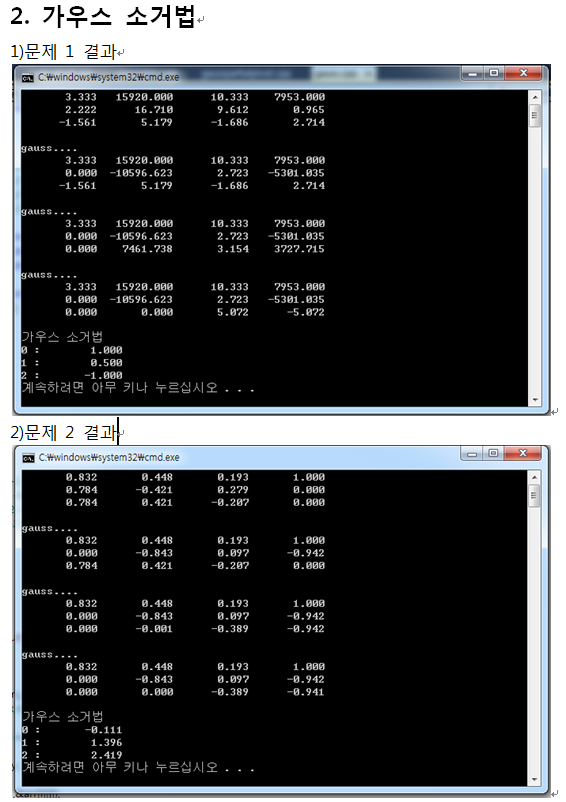 2. 가우스 소거법
1)문제 1 결과
C:₩windows₩system32₩cmd.exe
3.333 15920.000 10.333 7953.000
2.222 16.710 9.612 0.965
-1.561 5.179 -1.686 2.714
gauss....
3.333 15920.000 10.333 7953.000
0.000 -10596.623 2.723 -5301.035
-1.561 5.179 -1.686 2.714
gauss....
3.333 15920.000 10.333 7953.000
0.000 -10596.623 2.723 -5301.035
0.000 7461.738 3.154 3727.715
gauss....
3.333 15920.000 10.333 7953.000
0.000 -10596.623 2.723 -5301.035
0.000 0.000 5.072 -5.072
가우스 소거법
0 : 1.000
1 : 0.500
2 : -1.000
계속하려면 아무 키나 누르십시오 . . .
2)문제 2 결과
C:₩windows₩system32₩cmd.exe
0.832 0.448 0.193 1.000
0.784 -0.421 0.279 0.000
0.784 0.421 -0.207 0.000
gauss....
0.832 0.448 0.193 1.000
0.000 -0.843 0.097 -0.942
0.784 0.421 -0.207 0.000
gauss....
0.832 0.448 0.193 1.000
0.000 -0.843 0.097 -0.942
0.000 -0.001 -0.389 -0.942
gauss....
0.832 0.448 0.193 1.000
0.000 -0.843 0.097 -0.942
0.000 0.000 -0.389 -0.941
가우스 소거법
0 : -0.111
1 : 1.396
2 : 2.419
계속하려면 아무 키나 누르십시오 . . .